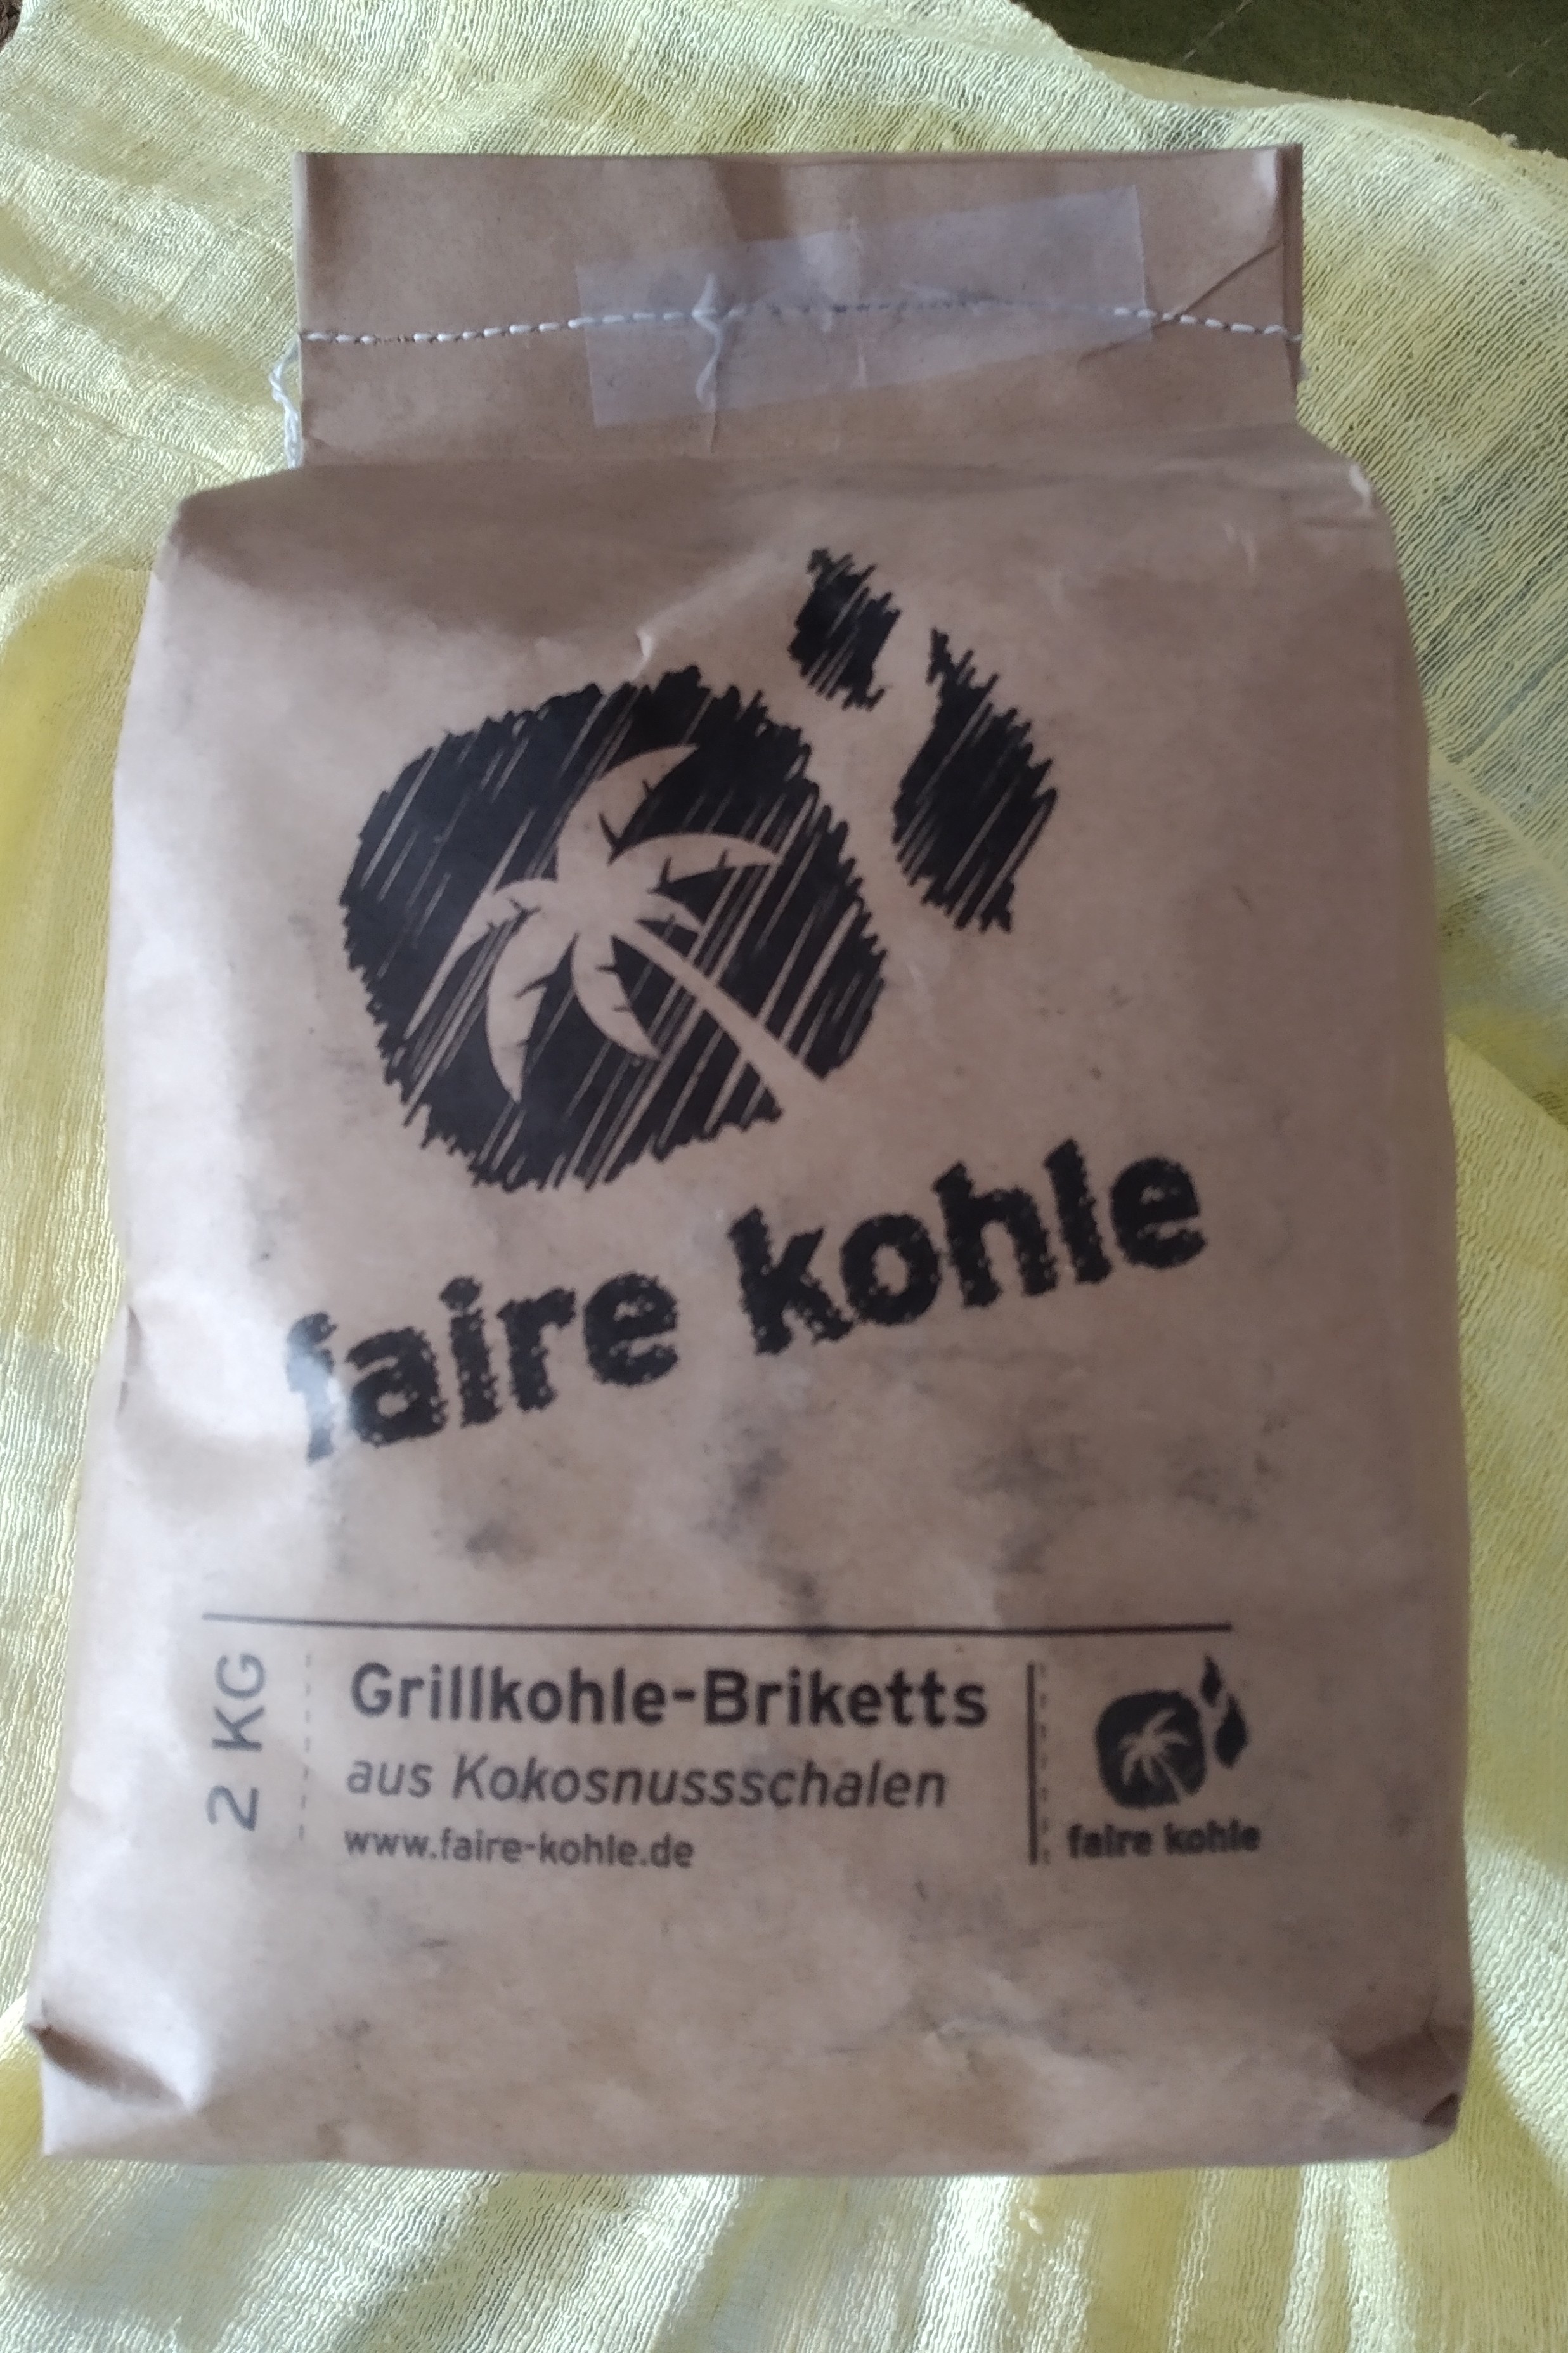 faire kohle
2 KG
Grillkohle-Briketts
aus Kokosnussschalen
www.faire-kohle.de
faire kohle